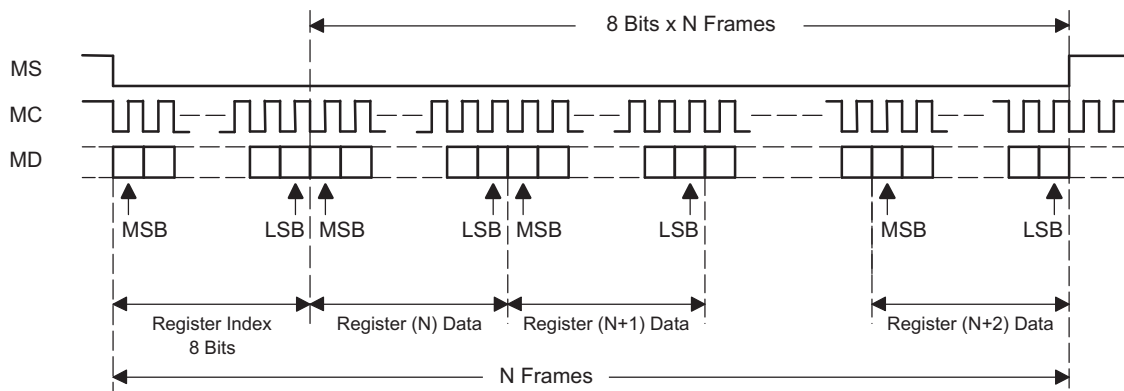 8 Bits x N Frames
MS
MC
MD
MSB LSB MSB LSB MSB LSB MSB LSB
Register Index
8 Bits
Register (N) Data
Register (N+1) Data
Register (N+2) Data
N Frames